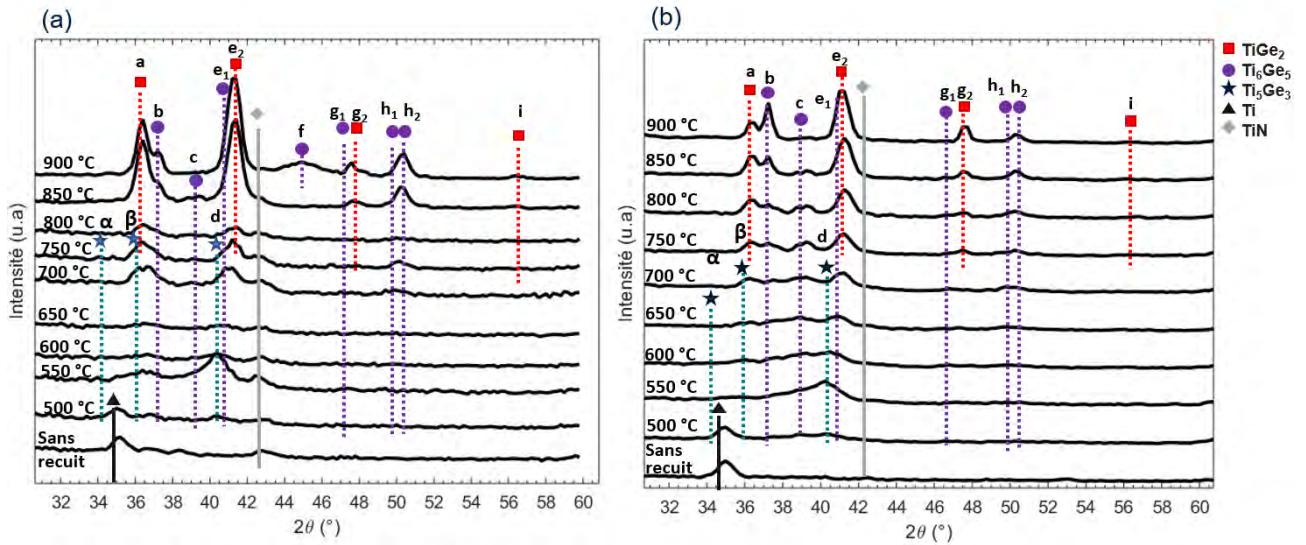 (a)
a
b
c
e1
e2
f
g1
g2
h1
h2
i
900 °C
850 °C
800 °C
α
β
d
750 °C
700 °C
650 °C
600 °C
550 °C
500 °C
Sans
recuit
Intensité (u.a)
32 34 36 38 40 42 44 46 48 50 52 54 56 58 60
2θ (°)
(b)
a
b
c
e1
e2
g1
g2
h1
h2
i
900 °C
850 °C
800 °C
750 °C
β
d
α
700 °C
650 °C
600 °C
550 °C
500 °C
Sans
recuit
Intensité (u.a)
32 34 36 38 40 42 44 46 48 50 52 54 56 58 60
2θ (°)
TiGe2
Ti6Ge5
Ti5Ge3
Ti
TiN